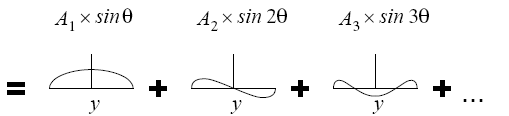 A₁ × sinθ A₂ × sin 2θ A₃ × sin 3θ
= + + + ...
y y y